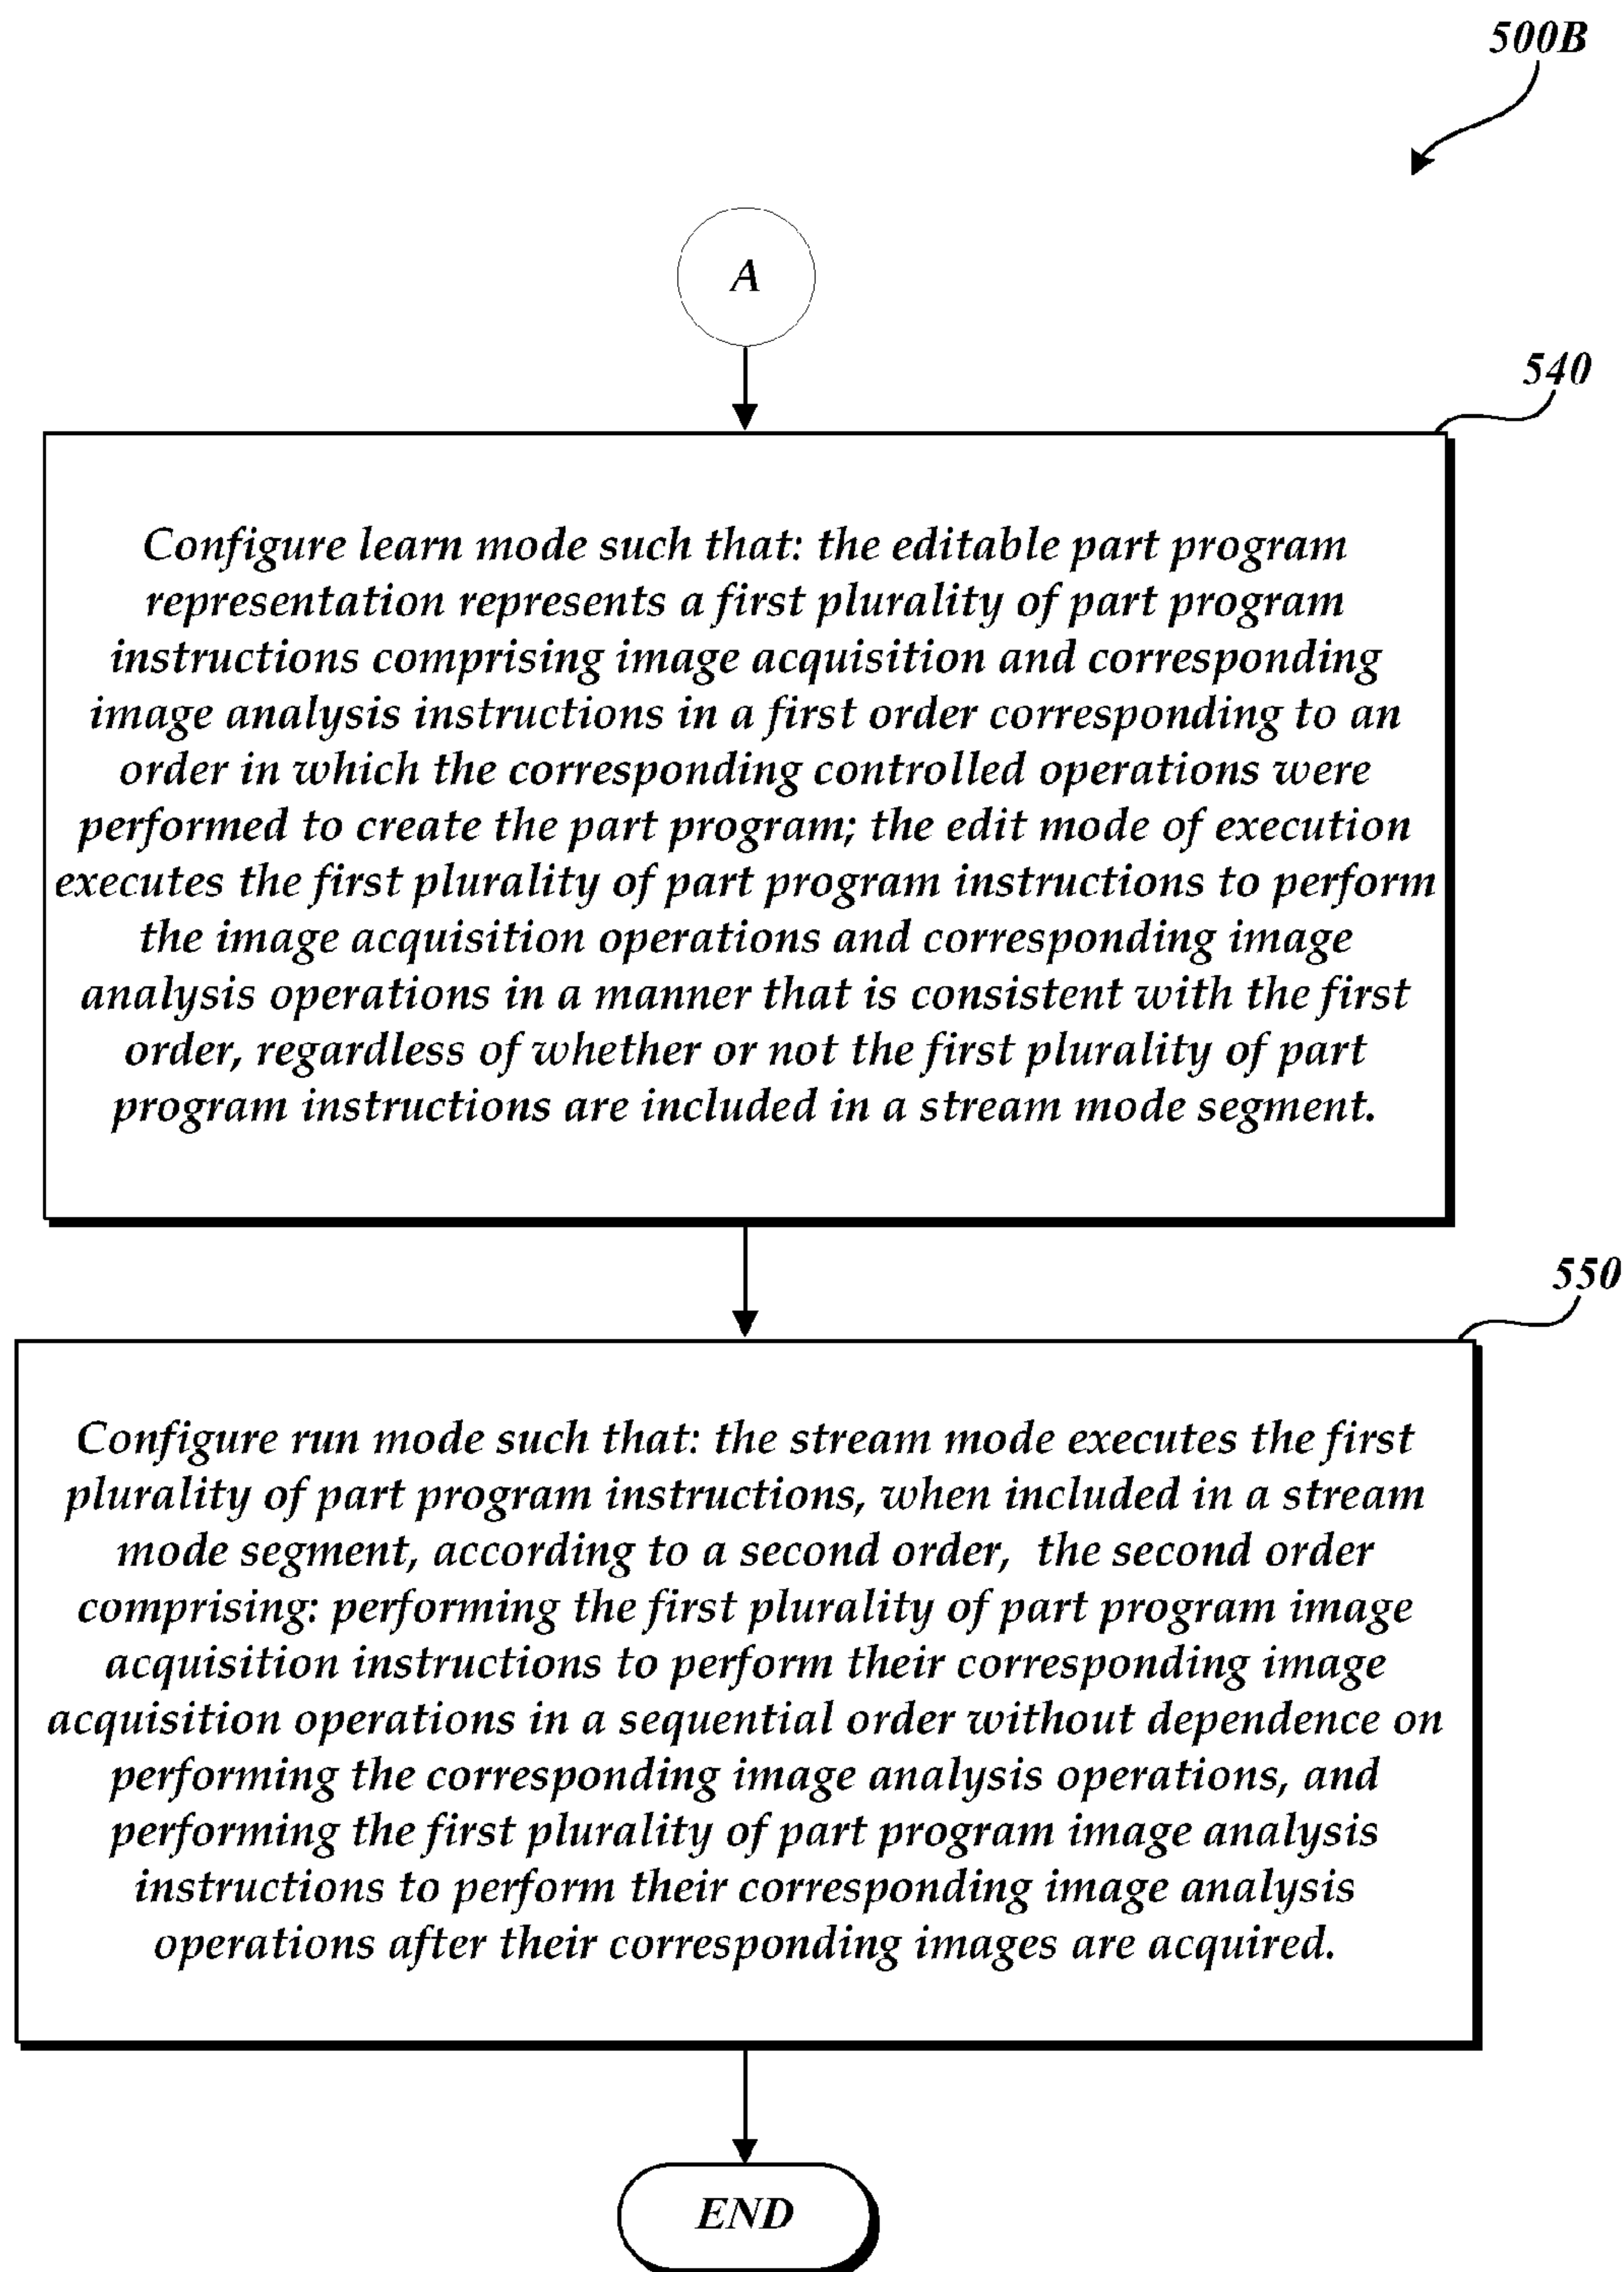 500B
A
540
Configure learn mode such that: the editable part program
representation represents a first plurality of part program
instructions comprising image acquisition and corresponding
image analysis instructions in a first order corresponding to an
order in which the corresponding controlled operations were
performed to create the part program; the edit mode of execution
executes the first plurality of part program instructions to perform
the image acquisition operations and corresponding image
analysis operations in a manner that is consistent with the first
order, regardless of whether or not the first plurality of part
program instructions are included in a stream mode segment.
550
Configure run mode such that: the stream mode executes the first
plurality of part program instructions, when included in a stream
mode segment, according to a second order, the second order
comprising: performing the first plurality of part program image
acquisition instructions to perform their corresponding image
acquisition operations in a sequential order without dependence on
performing the corresponding image analysis operations, and
performing the first plurality of part program image analysis
instructions to perform their corresponding image analysis
operations after their corresponding images are acquired.
END